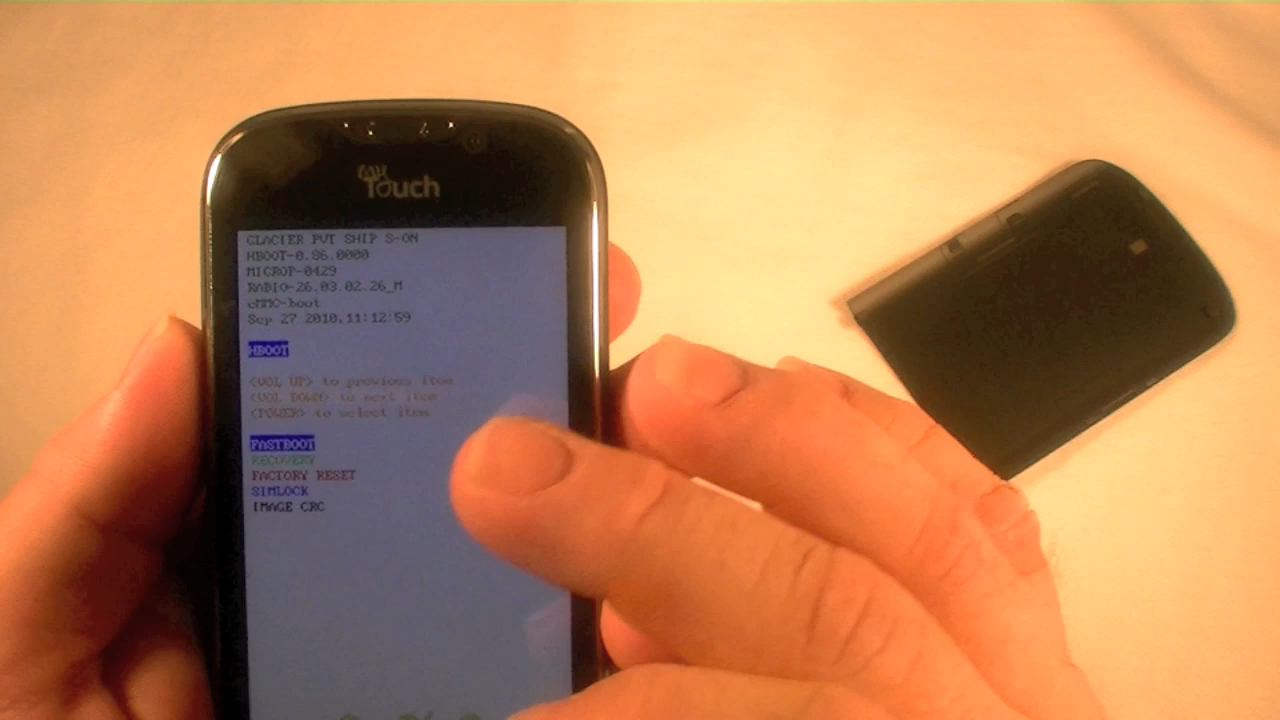 my
Touch
GLACIER PVT SHIP S-ON
HBOOT-0.86.0000
MICROP-0429
RADIO-26.03.02.26_M
eMMC-boot
Sep 27 2010,11:12:59
HBOOT
<VOL UP> to previous item
<VOL DOWN> to next item
<POWER> to select item
FASTBOOT
RECOVERY
FACTORY RESET
SIMLOCK
IMAGE CRC